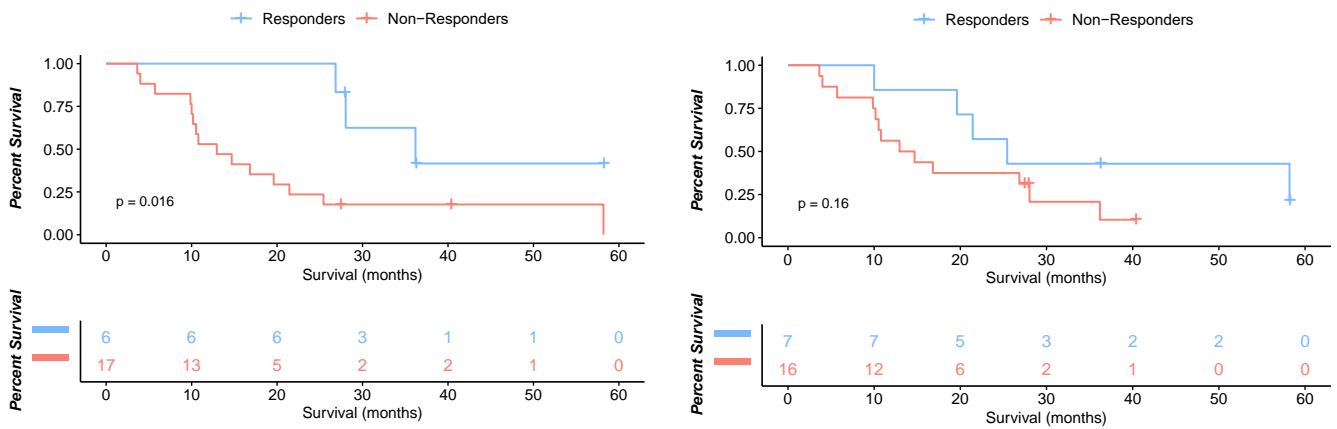 Responders Non−Responders
1.00
0.75
0.50
0.25
0.00
Percent Survival
p = 0.016
0 10 20 30 40 50 60
Survival (months)
Percent Survival
6 6 6 3 1 1 0
17 13 5 2 2 1 0
0 10 20 30 40 50 60
Survival (months)
Responders Non−Responders
1.00
0.75
0.50
0.25
0.00
Percent Survival
p = 0.16
0 10 20 30 40 50 60
Survival (months)
Percent Survival
7 7 5 3 2 2 0
16 12 6 2 1 0 0
0 10 20 30 40 50 60
Survival (months)